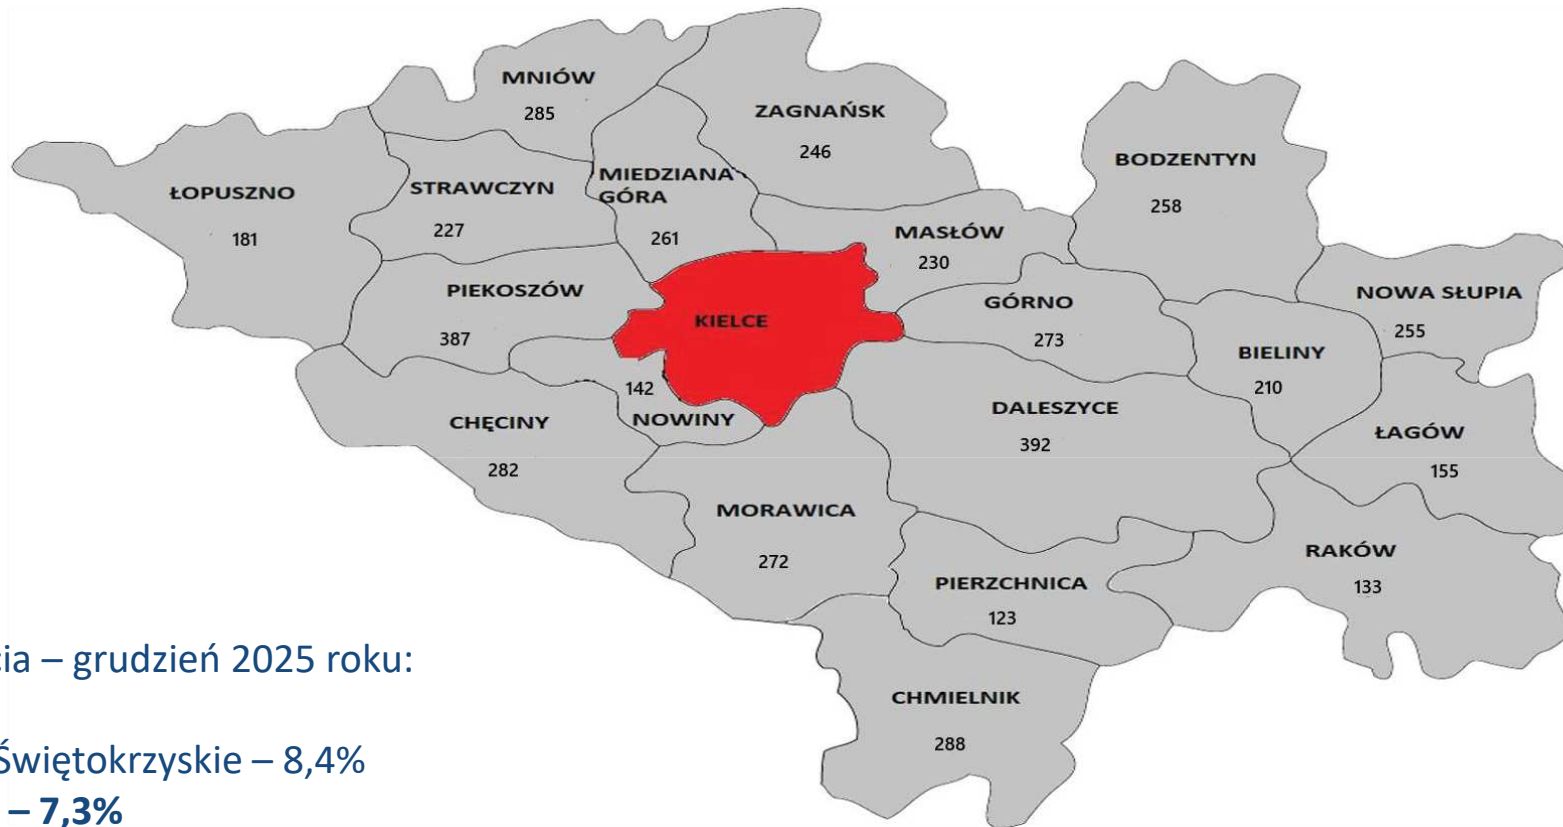 MNIÓW
285
ZAGNAŃSK
246
BODZENTYN
258
ŁOPUSZNO
181
STRAWCZYN
227
MIEDZIANA
GÓRA
261
MASŁÓW
230
PIEKOSZÓW
387
KIELCE
GÓRNO
273
NOWA SŁUPIA
255
BIELINY
210
142
NOWINY
CHĘCINY
282
DALESZYCE
392
ŁAGÓW
155
MORAWICA
272
PIERZCHNICA
123
RAKÓW
133
CHMIELNIK
288
– grudzień 2025 roku:
Świętokrzyskie – 8,4%
– 7,3%